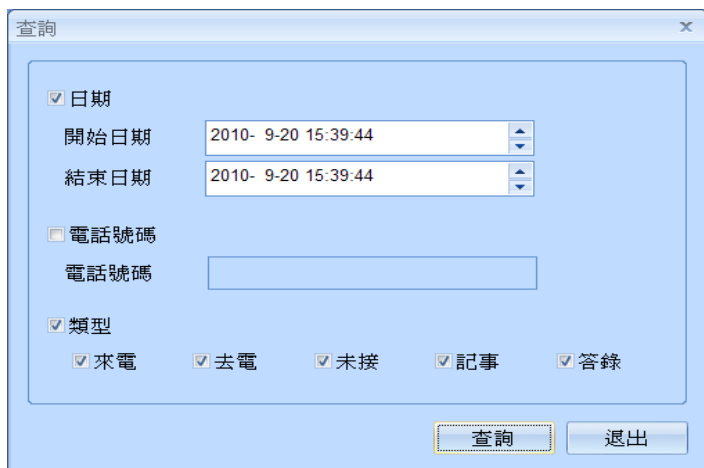 查詢
日期
開始日期 2010- 9-20 15:39:44
結束日期 2010- 9-20 15:39:44
電話號碼
電話號碼
類型
來電 去電 未接 記事 答錄
查詢 退出